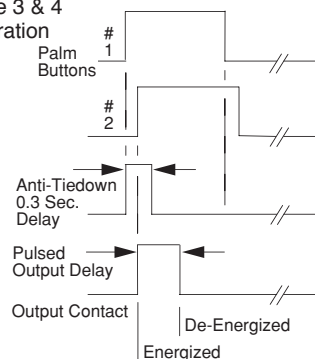 3 & 4
#
1
Palm
Buttons
#
2
Anti-Tiedown
0.3 Sec.
Delay
Pulsed
Output Delay
Output Contact
De-Energized
Energized